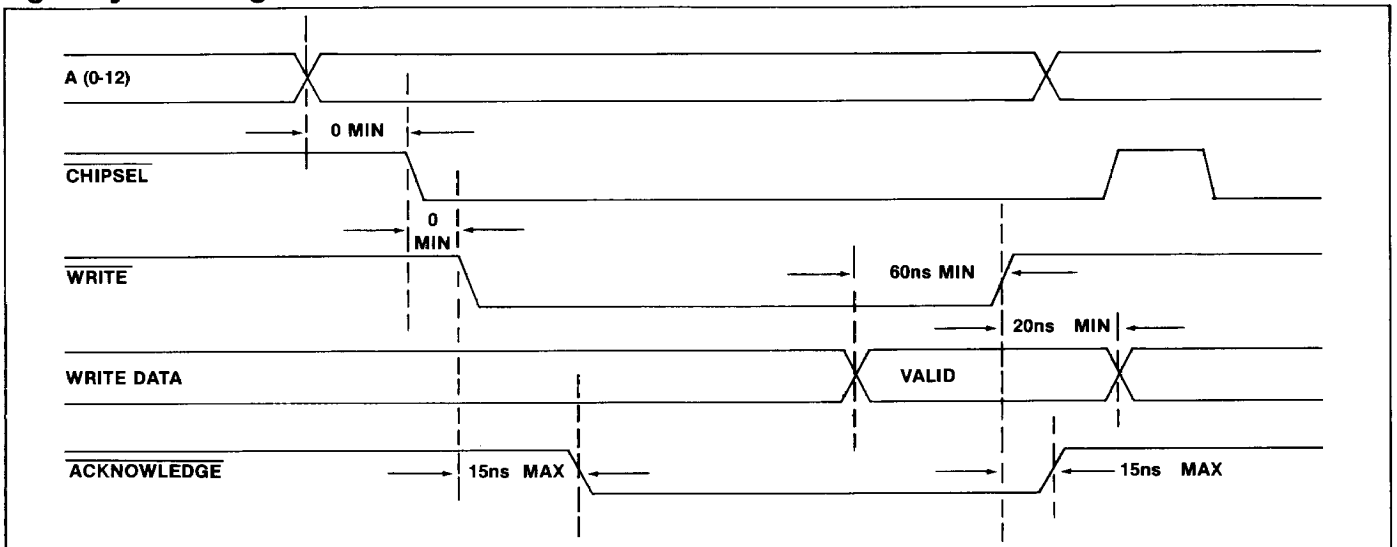 A (0-12)
0 MIN
CHIPSEL
0
MIN
WRITE
60ns MIN
20ns MIN
WRITE DATA
VALID
ACKNOWLEDGE
15ns MAX
15ns MAX